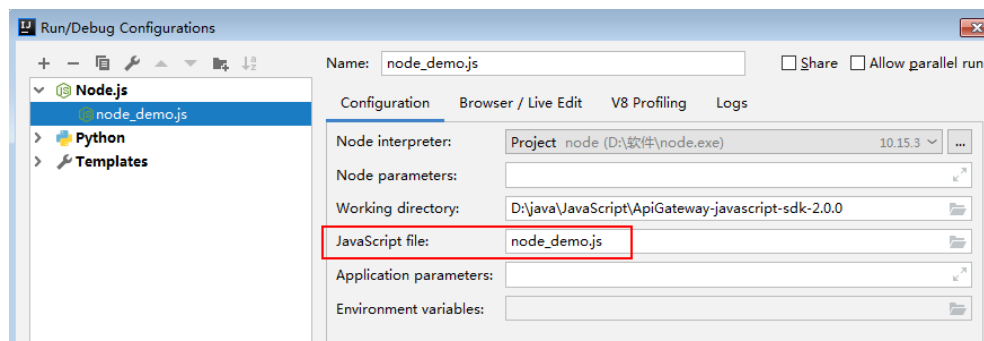 Run/Debug Configurations
Name: node_demo.js Share Allow parallel run
Node.js
node_demo.js
Python
Templates
Configuration Browser / Live Edit V8 Profiling Logs
Node interpreter: Project node (D:\软件\node.exe) 10.15.3 ...
Node parameters:
Working directory: D:\java\JavaScript\ApiGateway-javascript-sdk-2.0.0
JavaScript file: node_demo.js
Application parameters:
Environment variables: